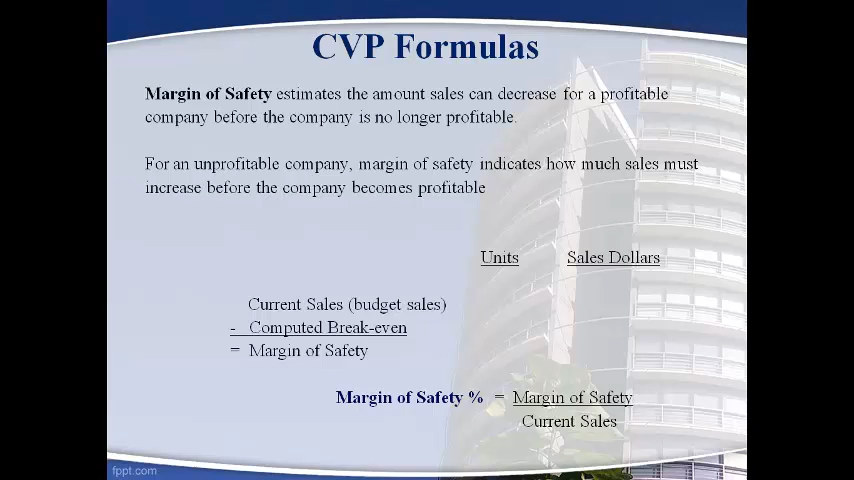 CVP Formulas
Margin of Safety estimates the amount sales can decrease for a profitable
company before the company is no longer profitable.
For an unprofitable company, margin of safety indicates how much sales must
increase before the company becomes profitable
Units Sales Dollars
Current Sales (budget sales)
- Computed Break-even
= Margin of Safety
Margin of Safety % = Margin of Safety
Current Sales
fppt.com